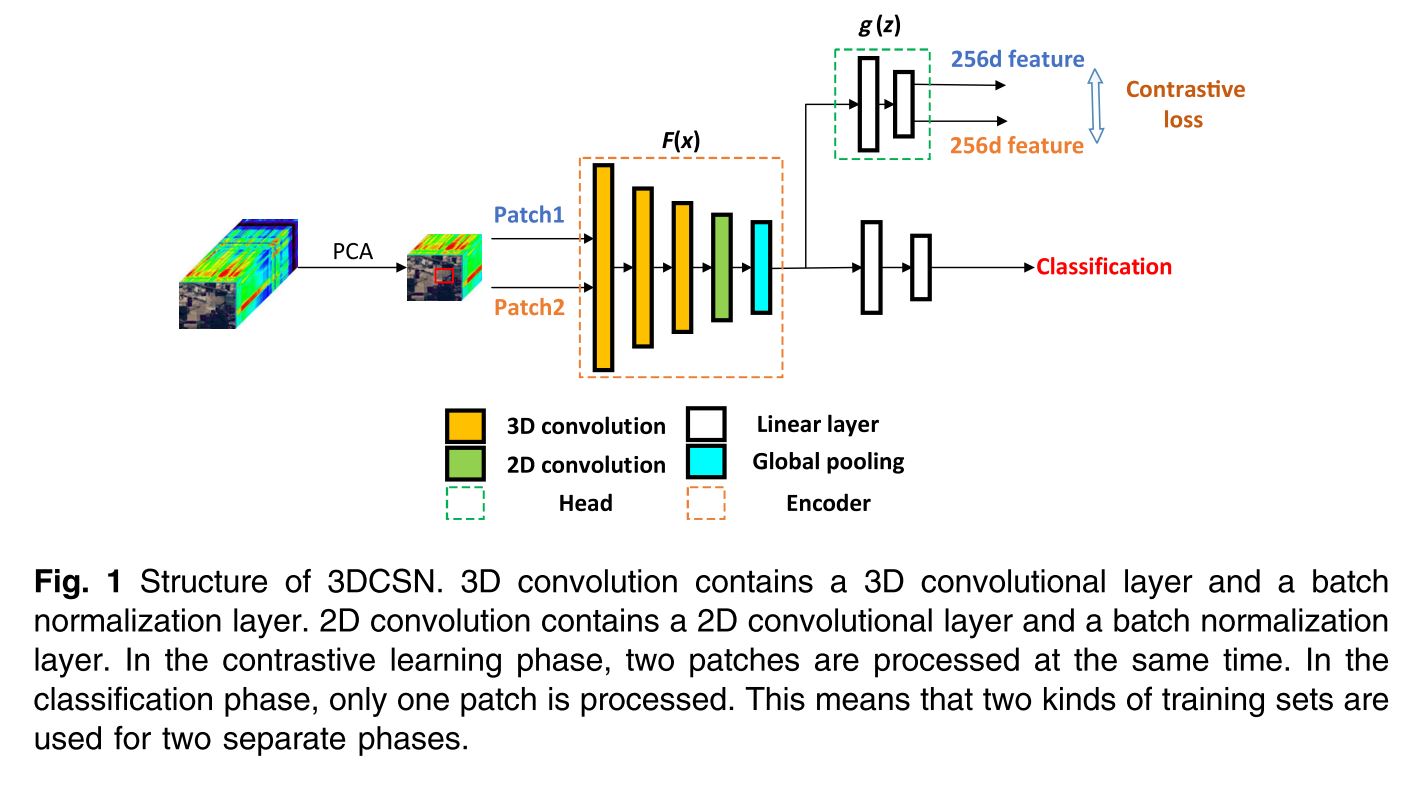 g (z)
256d feature
Contrastive
loss
256d feature
F(x)
Patch1
PCA
Patch2
Classification
3D convolution
Linear layer
2D convolution
Global pooling
Head
Encoder
Fig. 1 Structure of 3DCSN. 3D convolution contains a 3D convolutional layer and a batch
normalization layer. 2D convolution contains a 2D convolutional layer and a batch normalization
layer. In the contrastive learning phase, two patches are processed at the same time. In the
classification phase, only one patch is processed. This means that two kinds of training sets are
used for two separate phases.